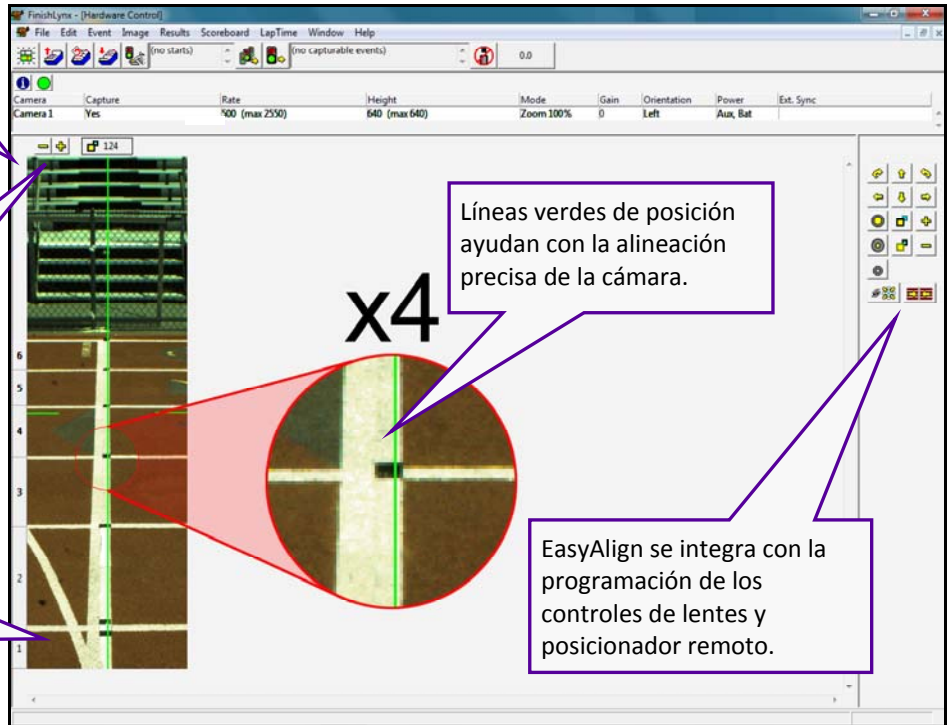 FinishLynx - [Hardware Control]
File Edit Event Image Results Scoreboard LapTime Window Help
(no starts) (no capturable events) 0.0
Camera Capture Rate Height Mode Gain Orientation Power Ext. Sync
Camera 1 Yes 500 (max 2550) 640 (max 640) Zoom 100% 0 Left Aux, Bat
124
Líneas verdes de posición
ayudan con la alineación
precisa de la cámara.
x4
6
5
4
3
2
1
EasyAlign se integra con la
programación de los
controles de lentes y
posicionador remoto.